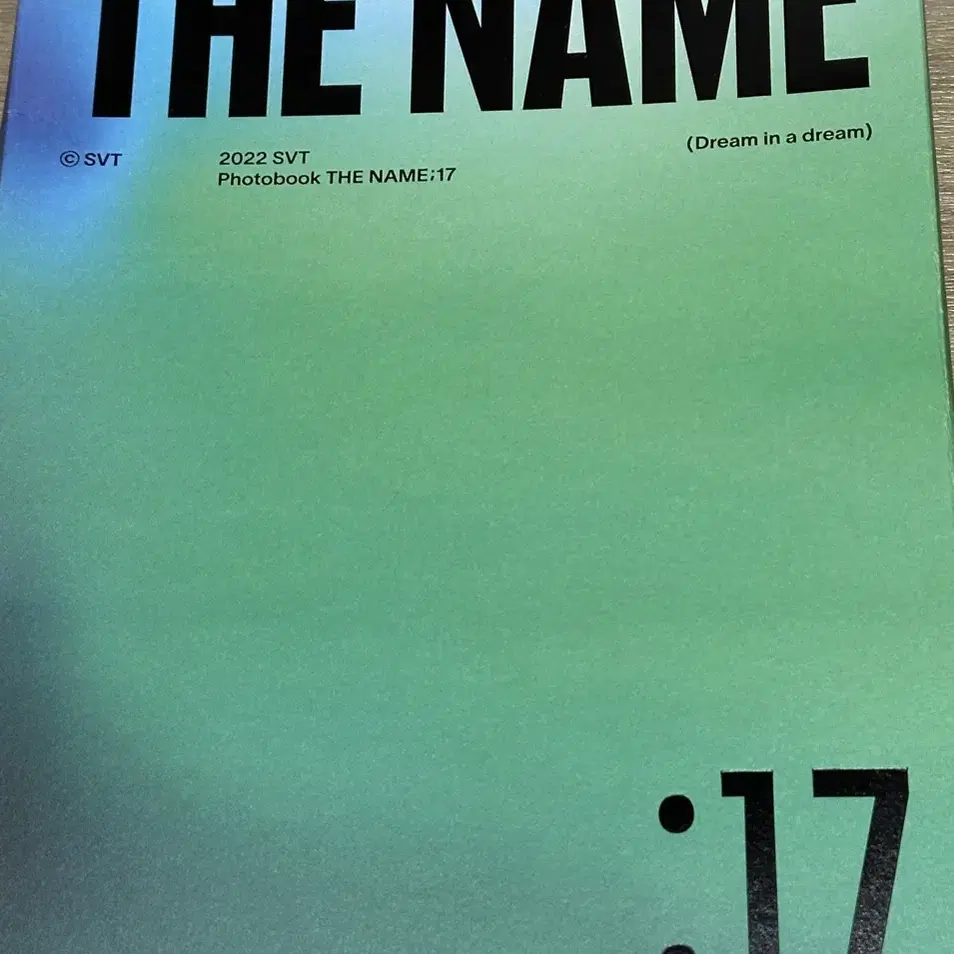 THE NAME
(Dream in a dream)
© SVT
2022 SVT
Photobook THE NAME;17
;17